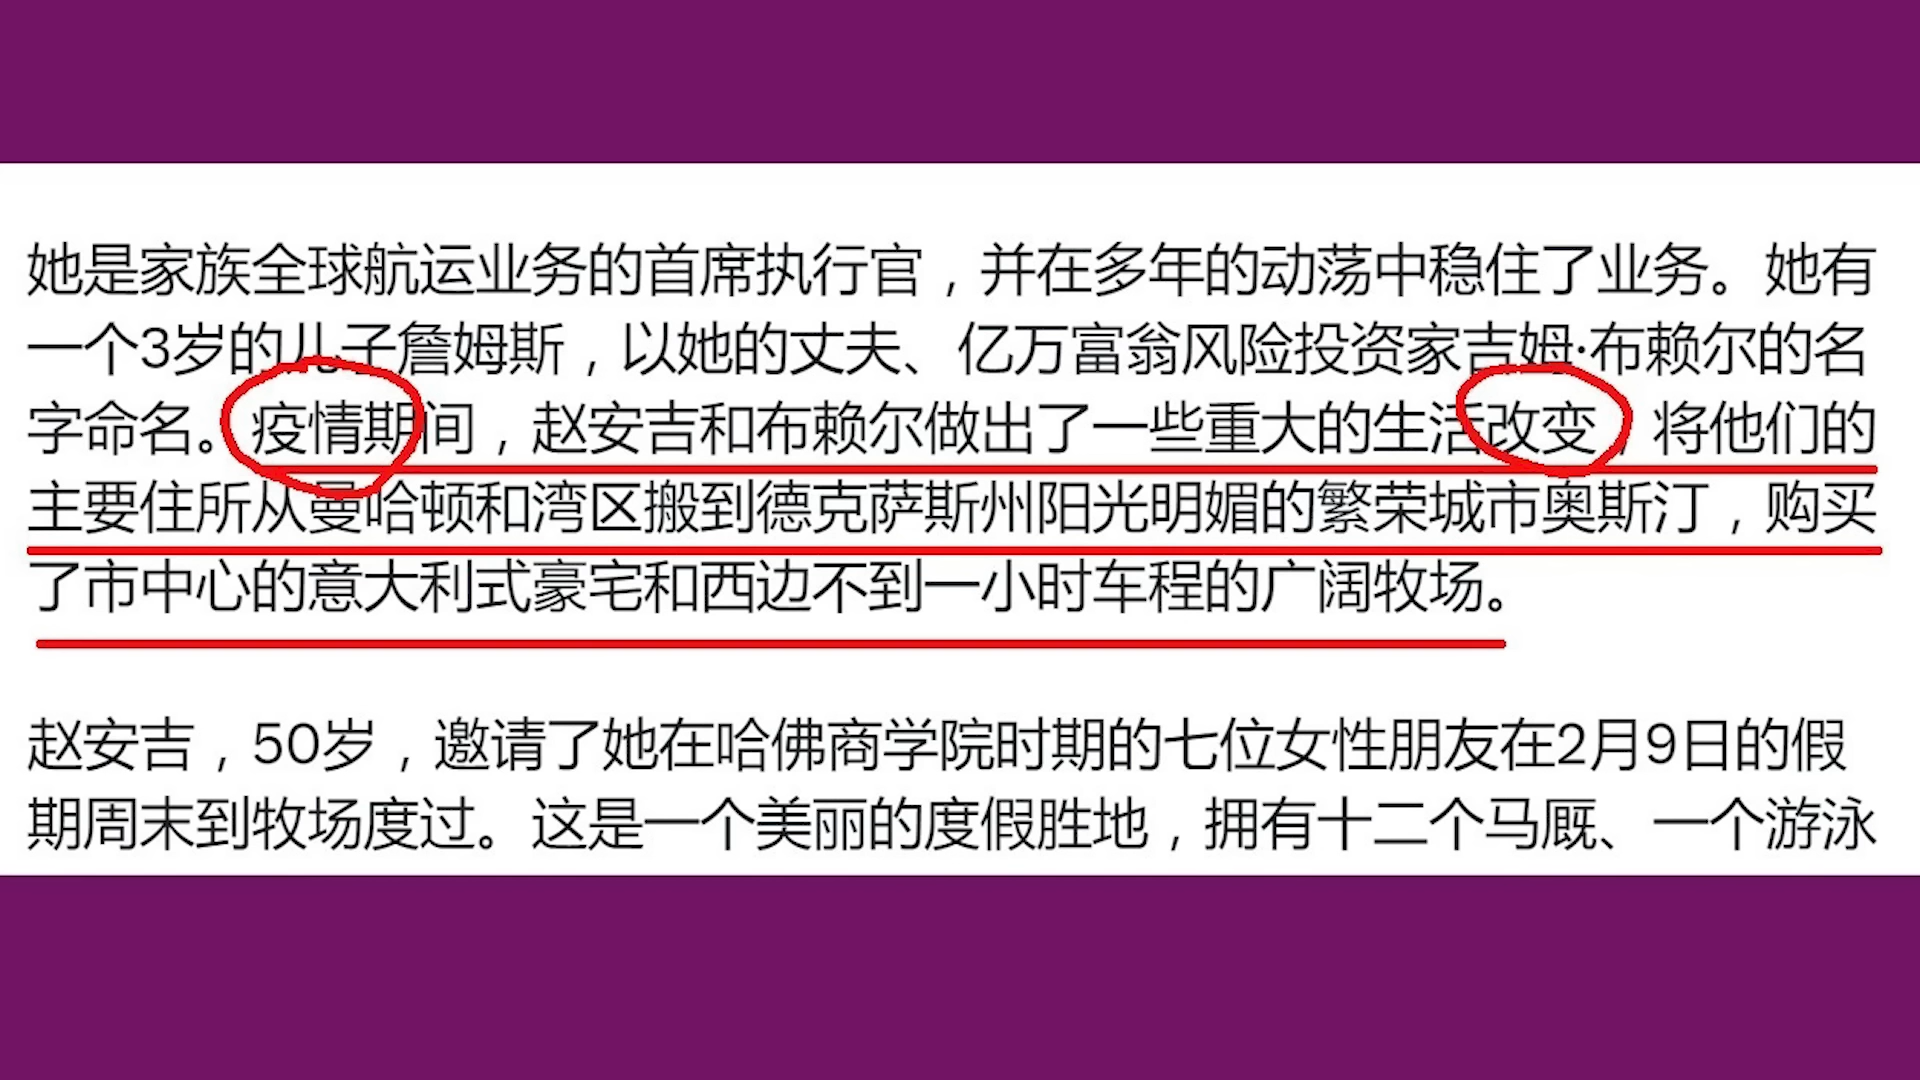 她是家族全球航运业务的首席执行官，并在多年的动荡中稳住了业务。她有
一个3岁的儿子詹姆斯，以她的丈夫、亿万富翁风险投资家吉姆·布赖尔的名
字命名。疫情期间，赵安吉和布赖尔做出了一些重大的生活改变，将他们的
主要住所从曼哈顿和湾区搬到德克萨斯州阳光明媚的繁荣城市奥斯汀，购买
了市中心的意大利式豪宅和西边不到一小时车程的广阔牧场。
赵安吉，50岁，邀请了她在哈佛商学院时期的七位女性朋友在2月9日的假
期周末到牧场度过。这是一个美丽的度假胜地，拥有十二个马厩、一个游泳